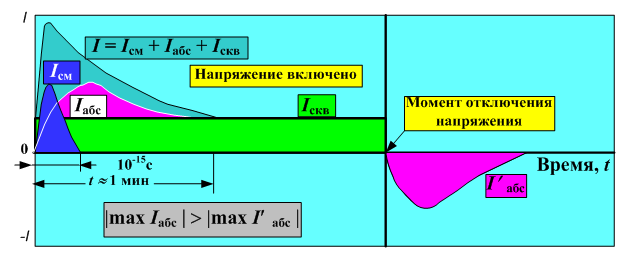 I
I = Iсм + Iабс + Iскв
Iсм
Напряжение включено
Iабс
Iскв
Момент отключения
напряжения
0
10⁻¹⁵с
Время, t
t ≈1 мин
I′ абс
|max Iабс | > |max I′ абс |
-I